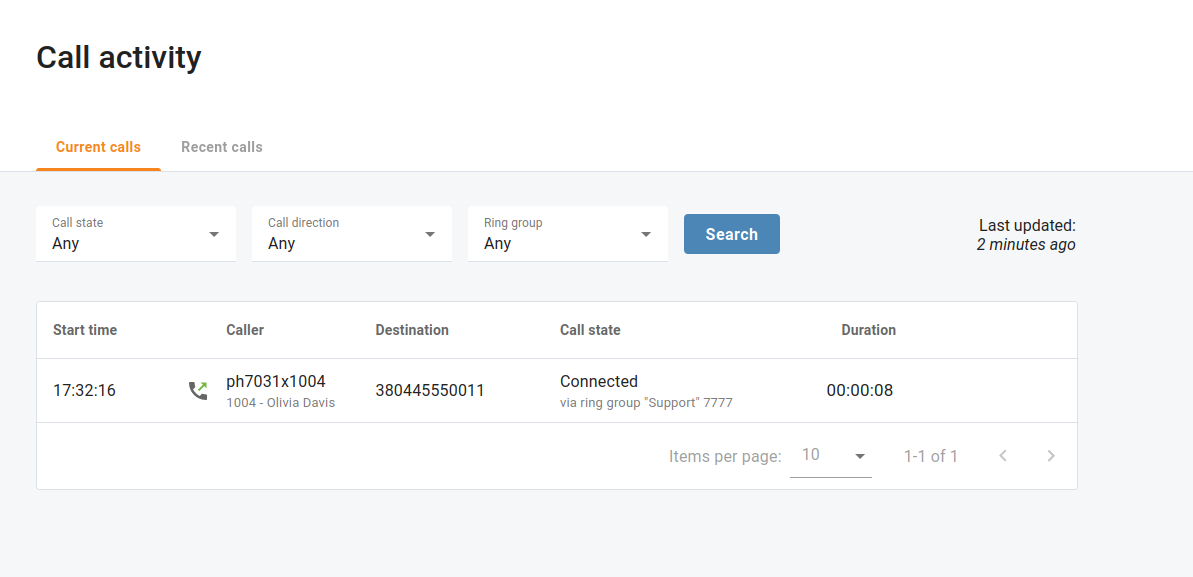 Call activity
Current calls Recent calls
Call state Call direction Ring group
Any Any Any
Search
Last updated:
2 minutes ago
Start time Caller Destination Call state Duration
17:32:16 ph7031x1004 380445550011 Connected 00:00:08
1004 - Olivia Davis via ring group "Support" 7777
Items per page: 10 1-1 of 1